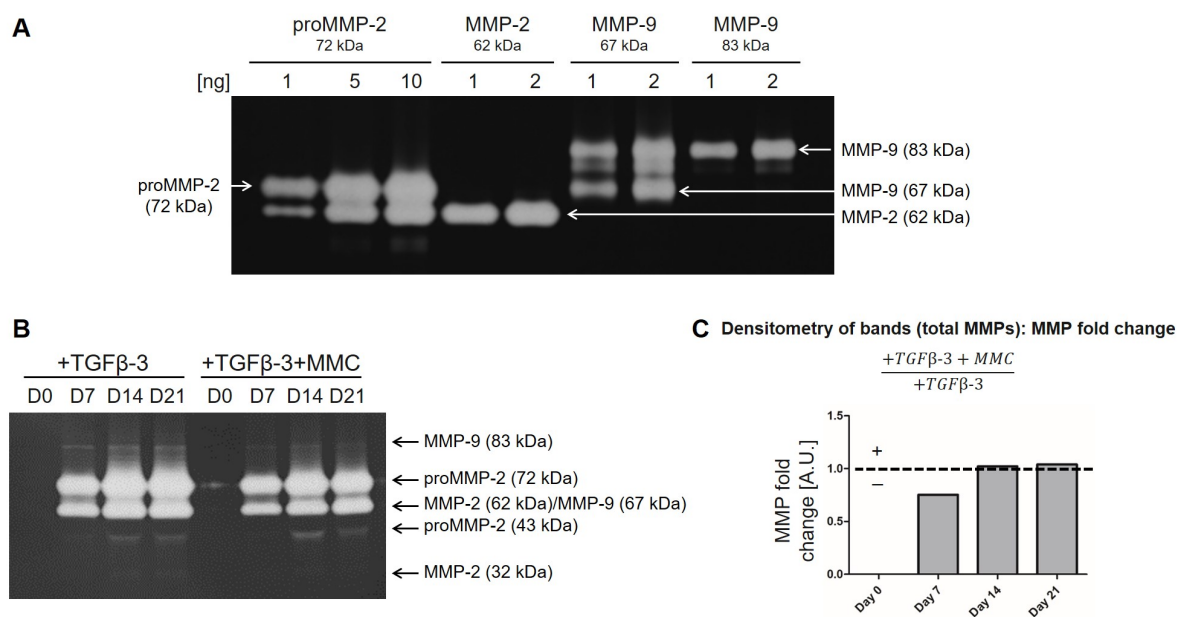 A
proMMP-2 MMP-2 MMP-9 MMP-9
72 kDa 62 kDa 67 kDa 83 kDa
[ng] 1 5 10 1 2 1 2 1 2
MMP-9 (83 kDa)
proMMP-2
(72 kDa)
MMP-9 (67 kDa)
MMP-2 (62 kDa)
B
+TGFβ-3 +TGFβ-3+MMC
D0 D7 D14 D21 D0 D7 D14 D21
MMP-9 (83 kDa)
proMMP-2 (72 kDa)
MMP-2 (62 kDa)/MMP-9 (67 kDa)
proMMP-2 (43 kDa)
MMP-2 (32 kDa)
C Densitometry of bands (total MMPs): MMP fold change
+TGFβ-3 + MMC
+TGFβ-3
MMP fold
change [A.U.]
1.5
+
1.0
−
0.5
0.0
Day 0 Day 7 Day 14 Day 21